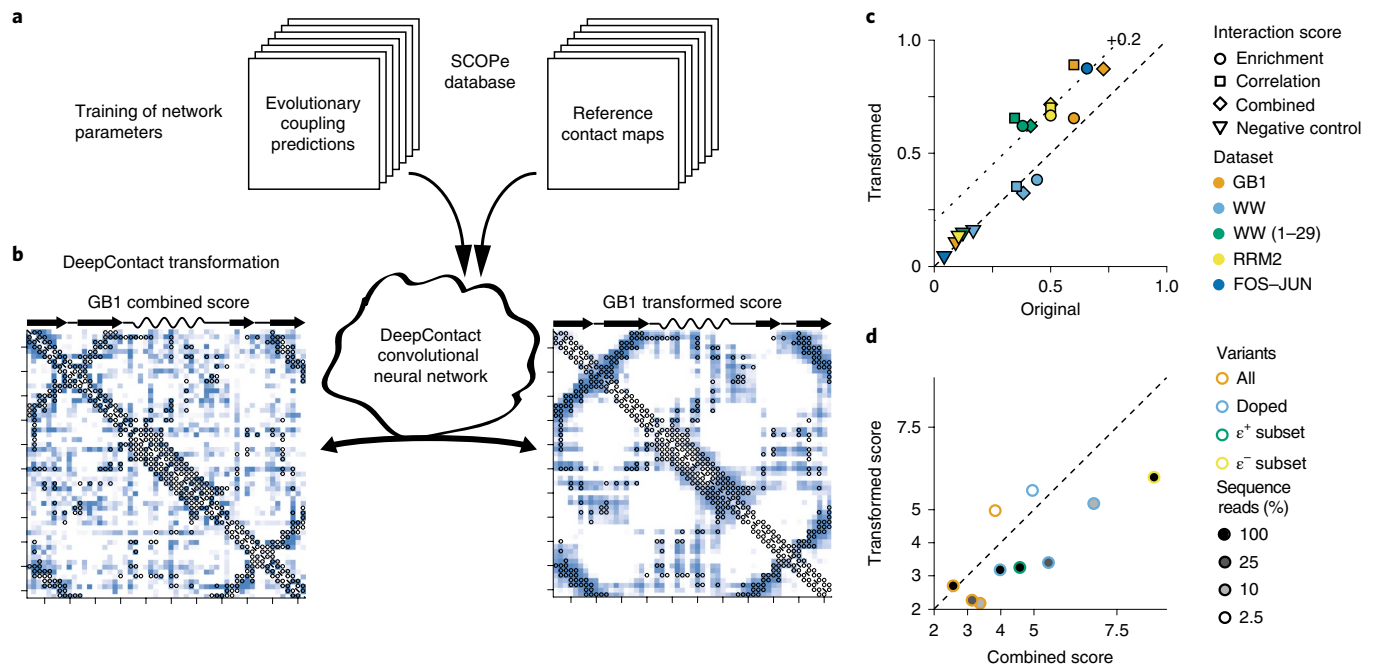 a
Training of network
parameters
Evolutionary
coupling
predictions
SCOPe
database
Reference
contact maps
b
DeepContact transformation
GB1 combined score
DeepContact
convolutional
neural network
GB1 transformed score
c
1.0
0.5
0
Transformed
+0.2
0
0.5
1.0
Original
Interaction score
Enrichment
Correlation
Combined
Negative control
Dataset
GB1
WW
WW (1–29)
RRM2
FOS–JUN
d
7.5
5
4
3
2
Transformed score
2
3
4
5
7.5
Combined score
Variants
All
Doped
ε+ subset
ε− subset
Sequence
reads (%)
100
25
10
2.5